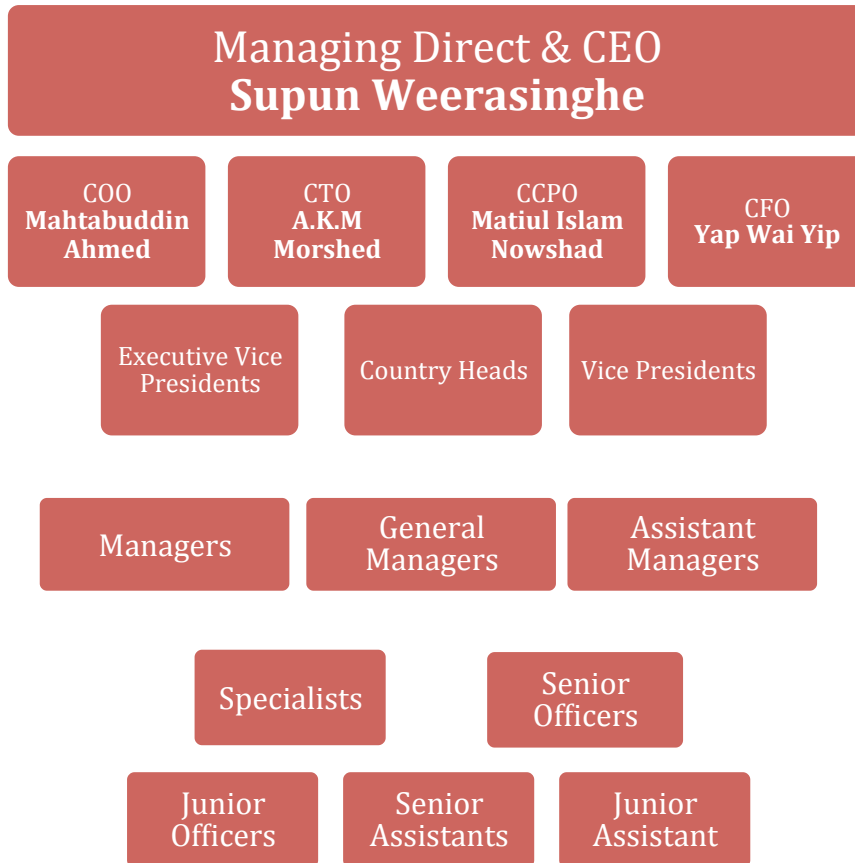 Managing Direct & CEO
Supun Weerasinghe
COO
Mahtabuddin
Ahmed
CTO
A.K.M
Morshed
CCPO
Matiul Islam
Nowshad
CFO
Yap Wai Yip
Executive Vice
Presidents
Country Heads
Vice Presidents
Managers
General
Managers
Assistant
Managers
Specialists
Senior
Officers
Junior
Officers
Senior
Assistants
Junior
Assistant